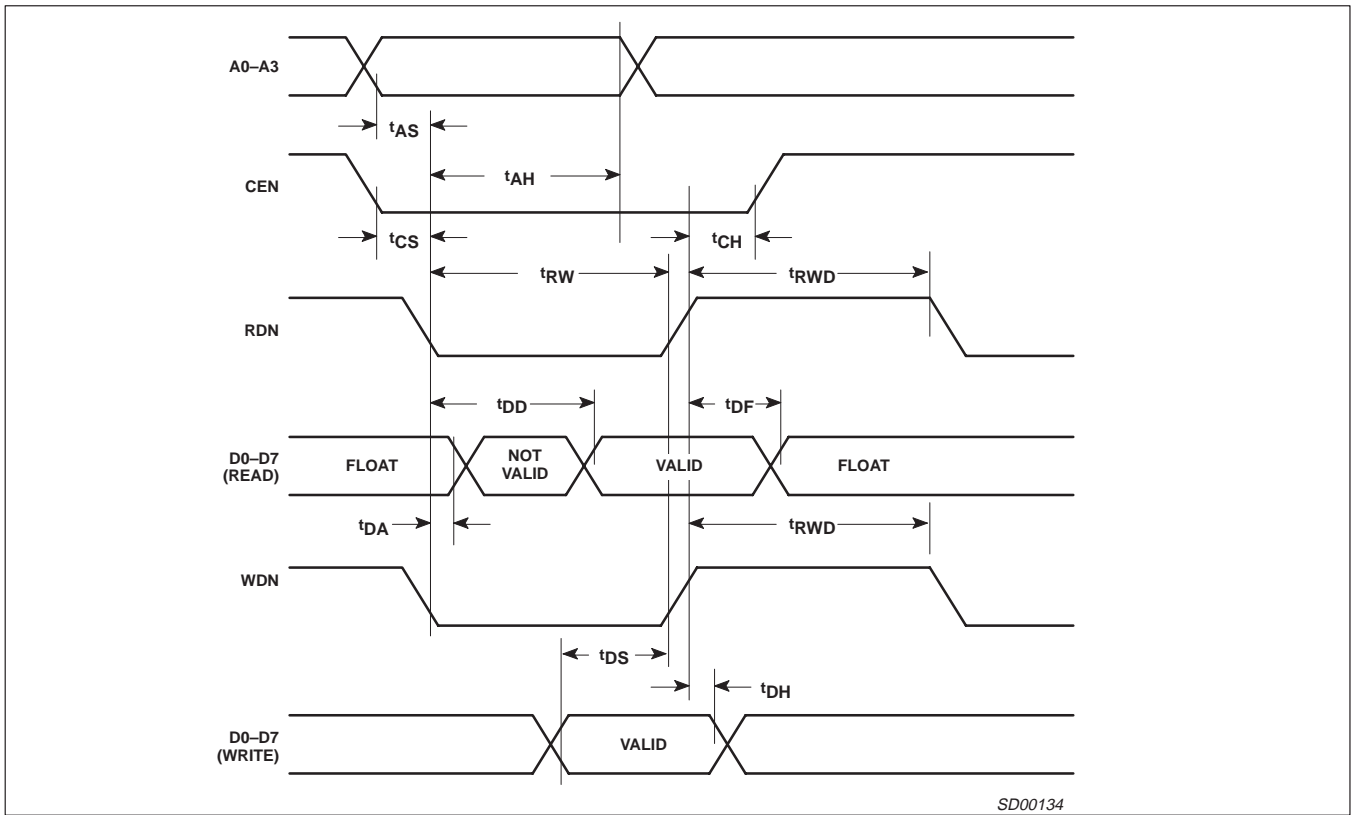 A0–A3
tAS
CEN
tAH
tCS
tCH
tRW
tRWD
RDN
tDD
tDF
D0–D7
(READ)
FLOAT
NOT
VALID
VALID
FLOAT
tDA
tRWD
WDN
tDS
tDH
D0–D7
(WRITE)
VALID
SD00134